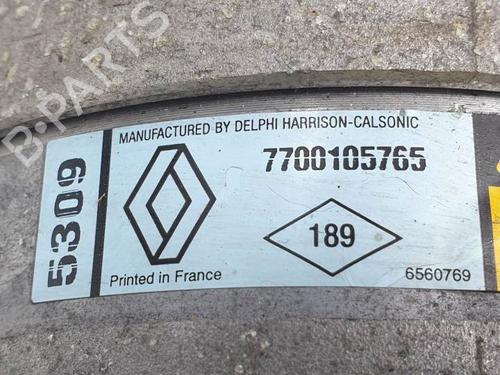 B-PARTS
MANUFACTURED BY DELPHI HARRISON-CALSONIC
5309
7700105765
189
Printed in France
6560769